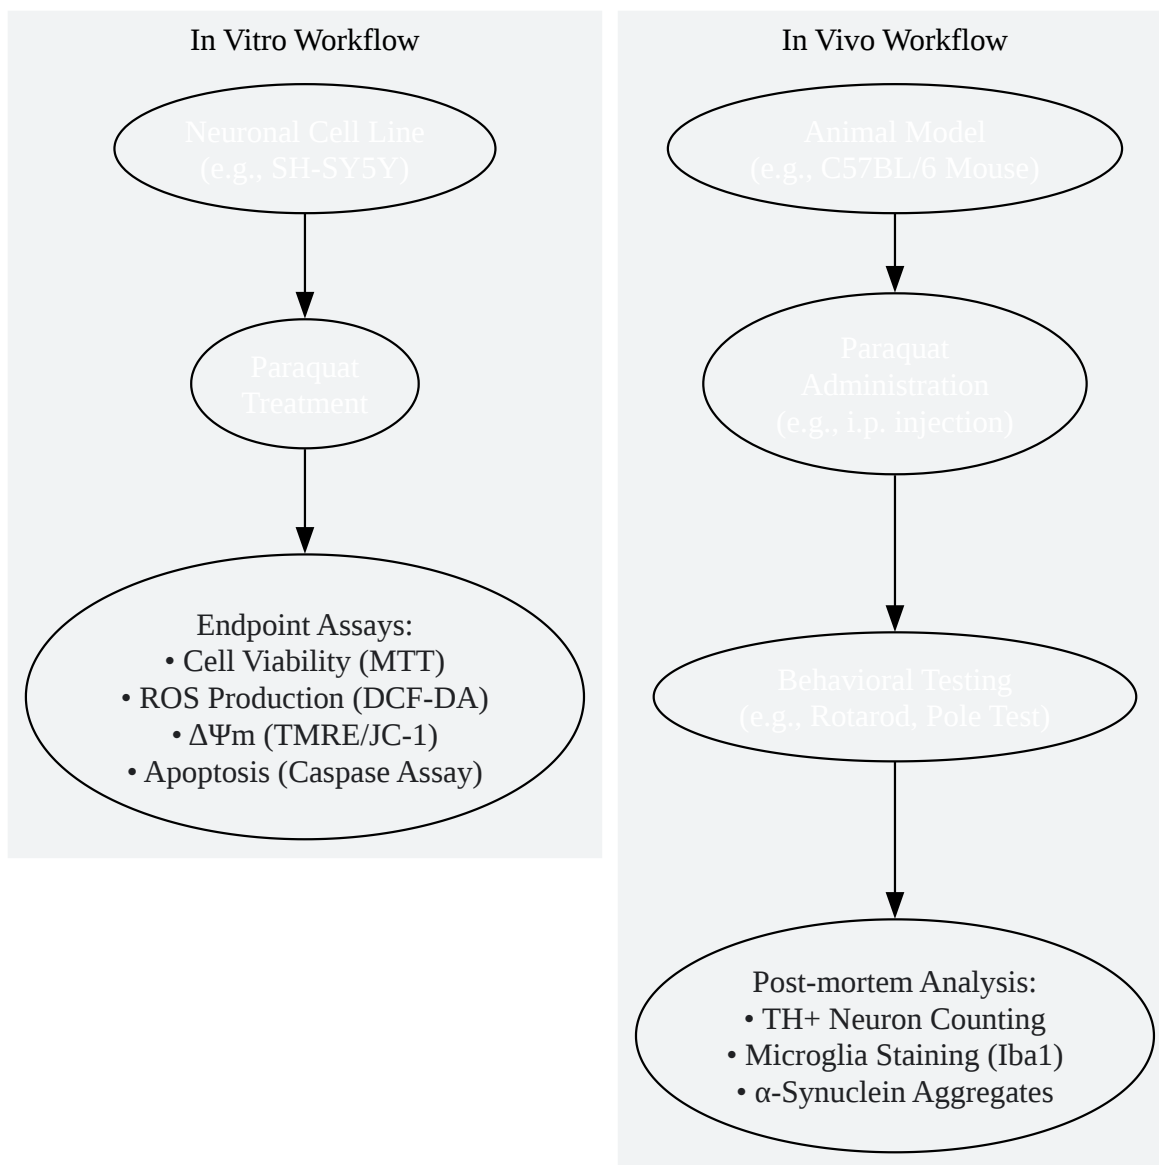 In Vitro Workflow
Neuronal Cell Line
(e.g., SH-SY5Y)
Paraquat
Treatment
Endpoint Assays:
• Cell Viability (MTT)
• ROS Production (DCF-DA)
• ΔΨm (TMRE/JC-1)
• Apoptosis (Caspase Assay)
In Vivo Workflow
Animal Model
(e.g., C57BL/6 Mouse)
Paraquat
Administration
(e.g., i.p. injection)
Behavioral Testing
(e.g., Rotarod, Pole Test)
Post-mortem Analysis:
• TH+ Neuron Counting
• Microglia Staining (Iba1)
• α-Synuclein Aggregates